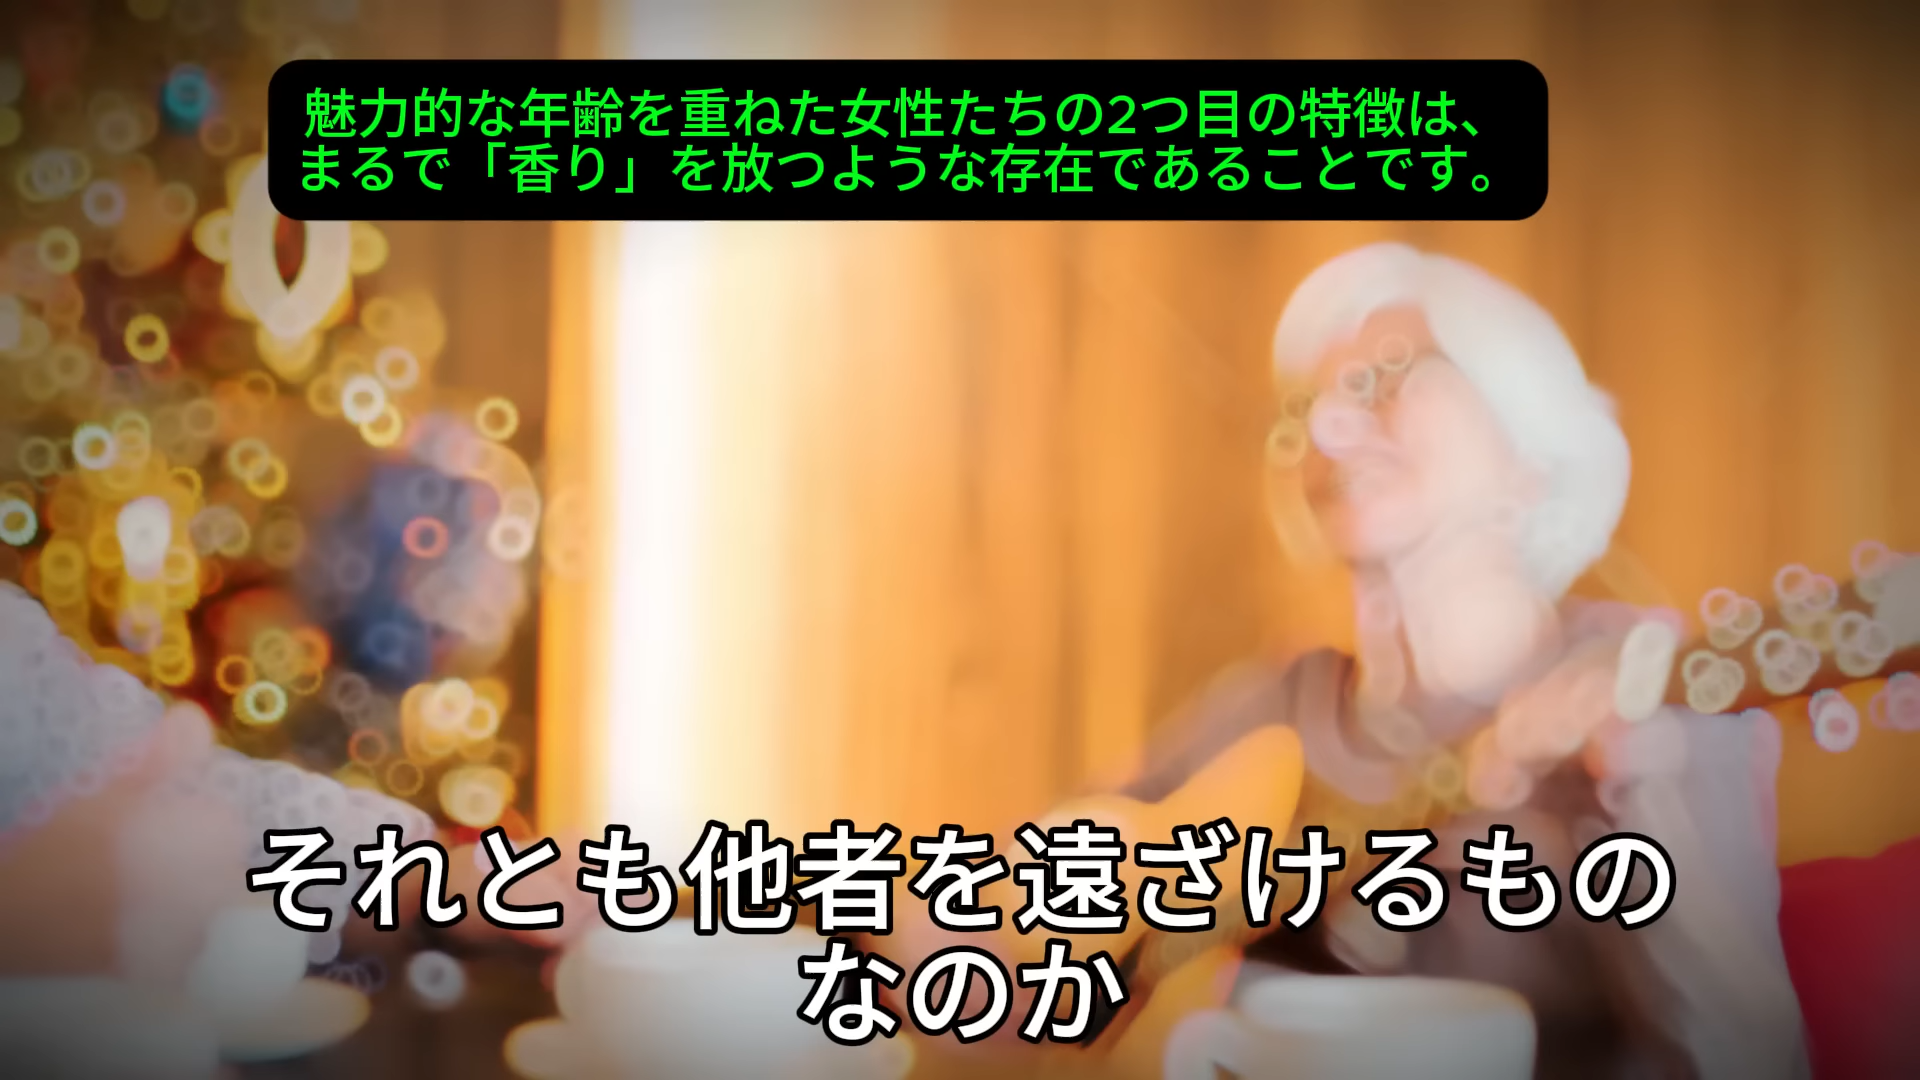 魅力的な年齢を重ねた女性たちの2つ目の特徴は、
まるで「香り」を放つような存在であることです。
それとも他者を遠ざけるもの
なのか